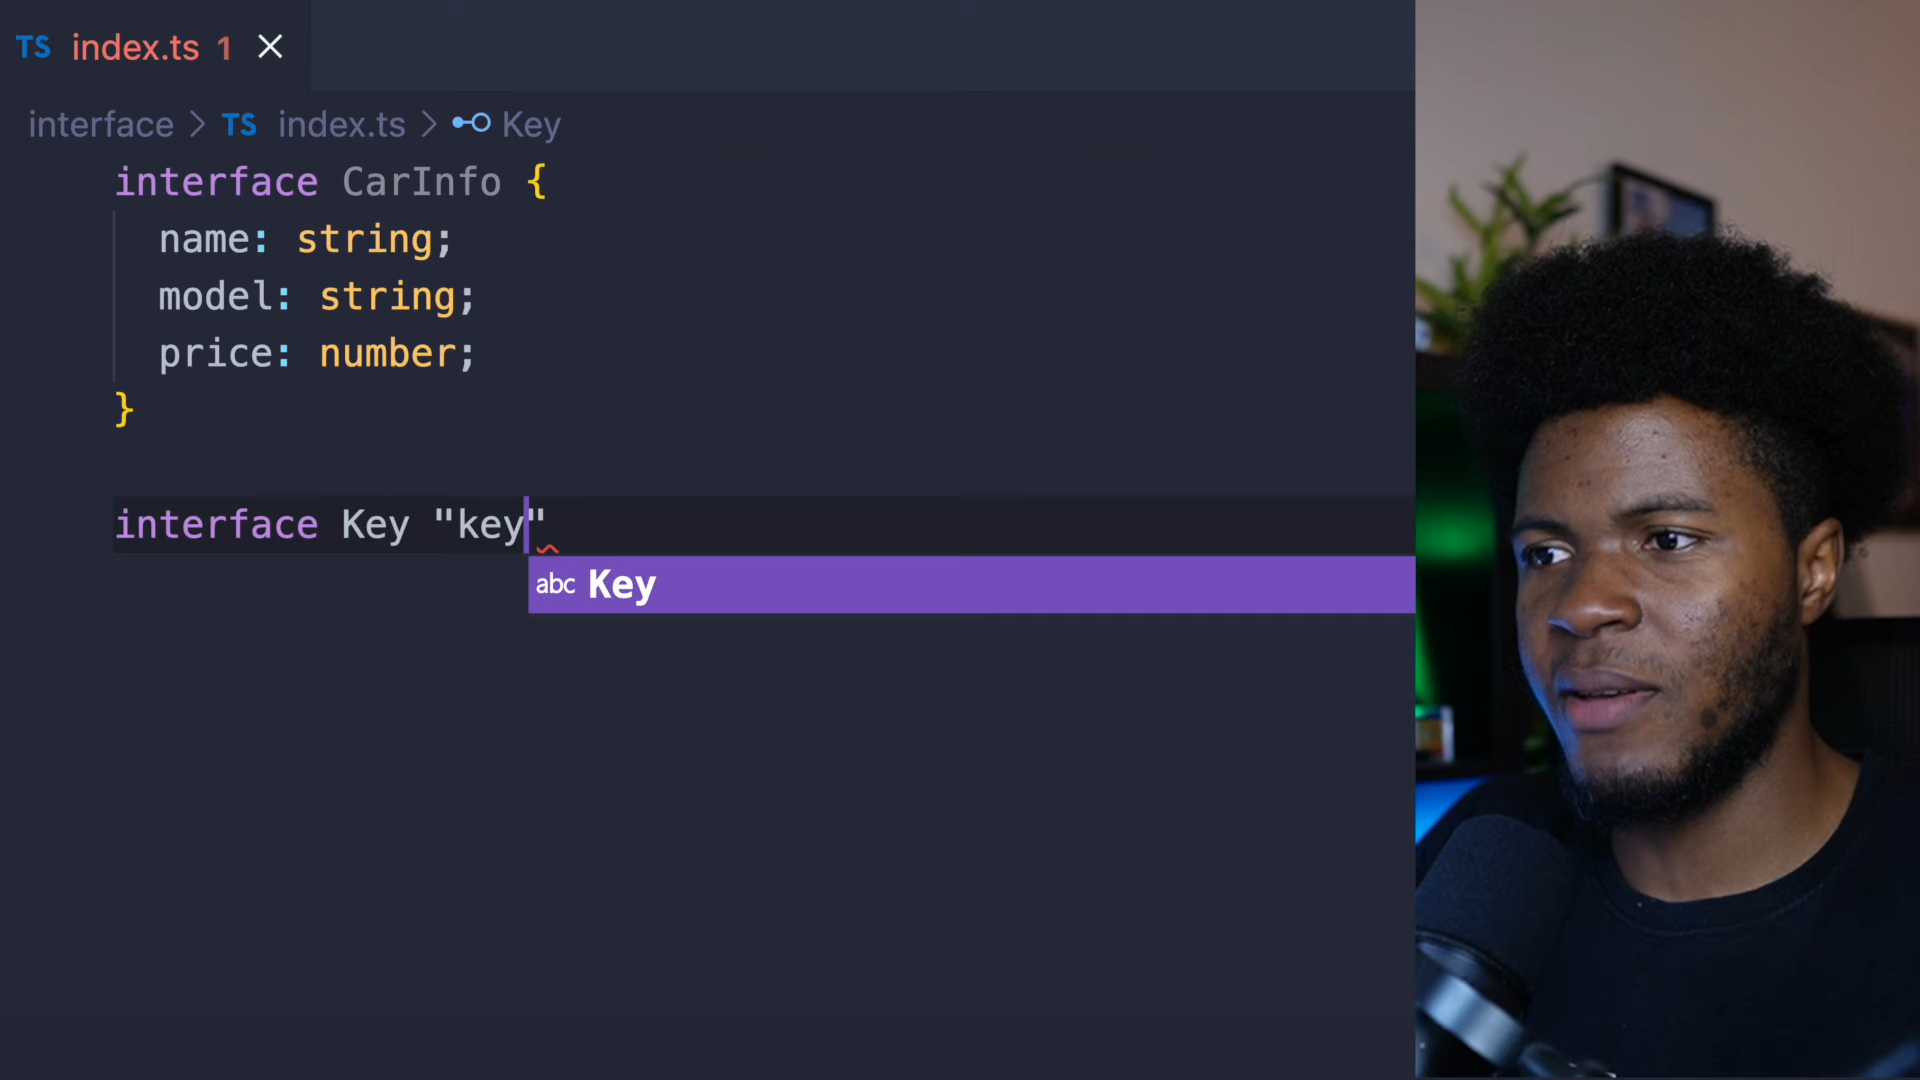 TS index.ts 1
interface > TS index.ts > Key
interface CarInfo {
name: string;
model: string;
price: number;
}
interface Key "key"
abc Key